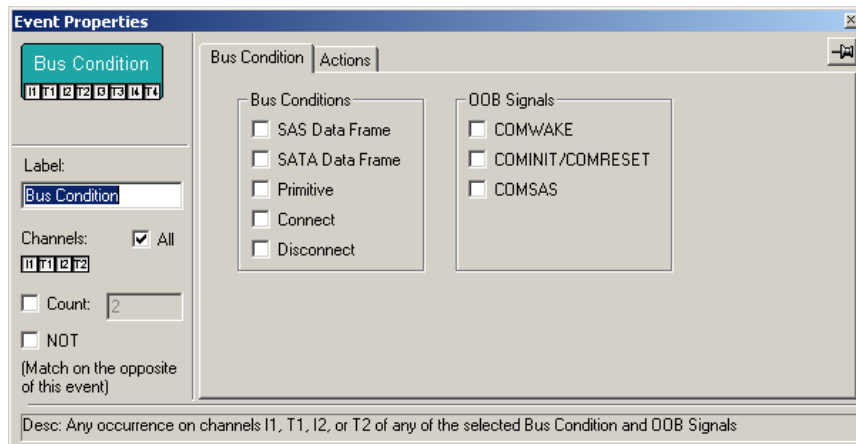 Event Properties
Bus Condition
I1 T1 I2 T2 I3 T3 I4 T4
Label:
Bus Condition
Channels:
All
I1 T1 I2 T2
Count:
2
NOT
(Match on the opposite
of this event)
Bus Condition
Actions
Bus Conditions
SAS Data Frame
SATA Data Frame
Primitive
Connect
Disconnect
OOB Signals
COMWAKE
COMINIT/COMRESET
COMSAS
Desc: Any occurrence on channels I1, T1, I2, or T2 of any of the selected Bus Condition and OOB Signals